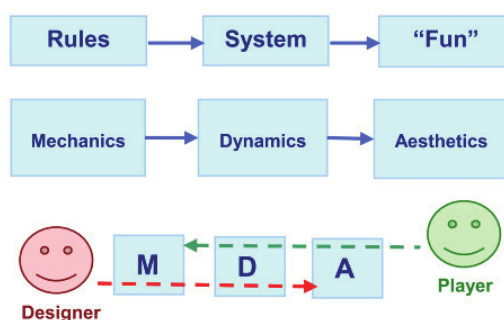 Rules System “Fun”
Mechanics Dynamics Aesthetics
M D A
Designer Player